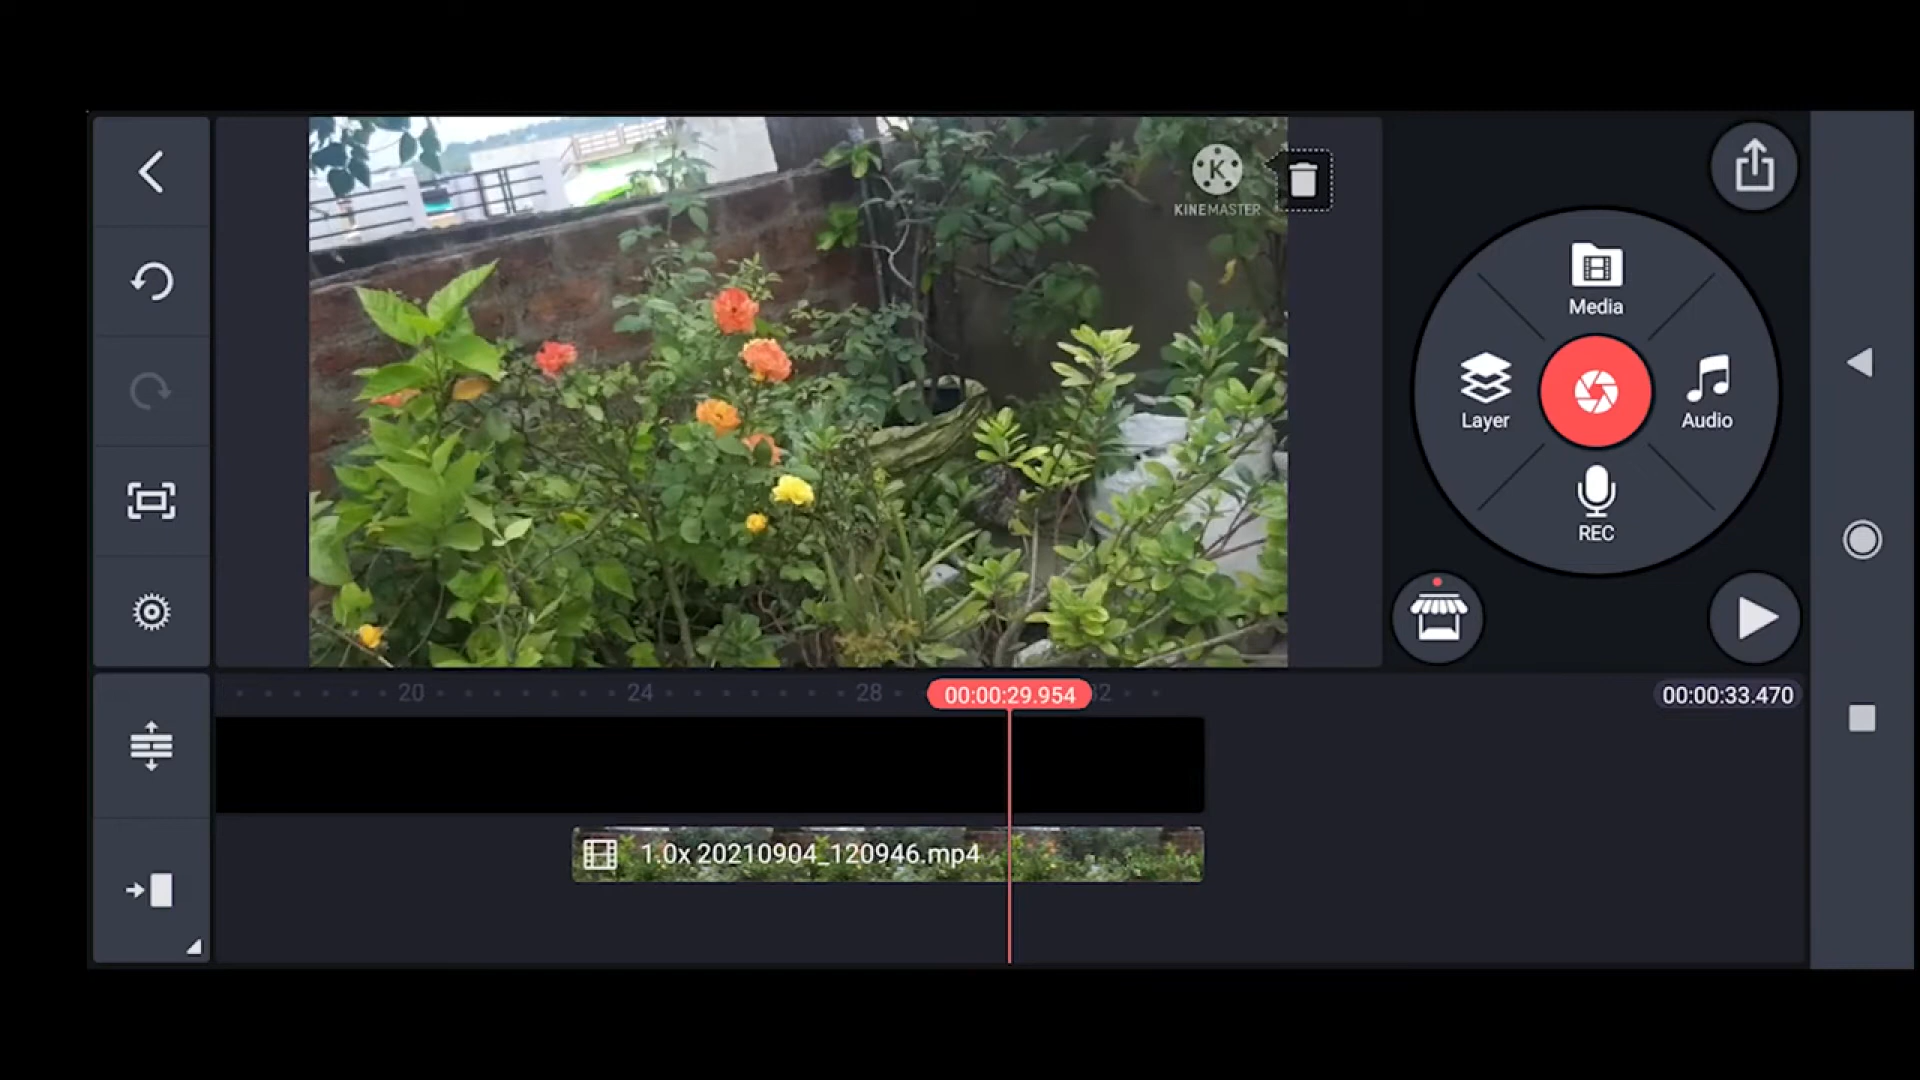 K
KINEMASTER
Media
Layer
Audio
REC
20
24
28
00:00:29.954
32
00:00:33.470
1.0x 20210904_120946.mp4